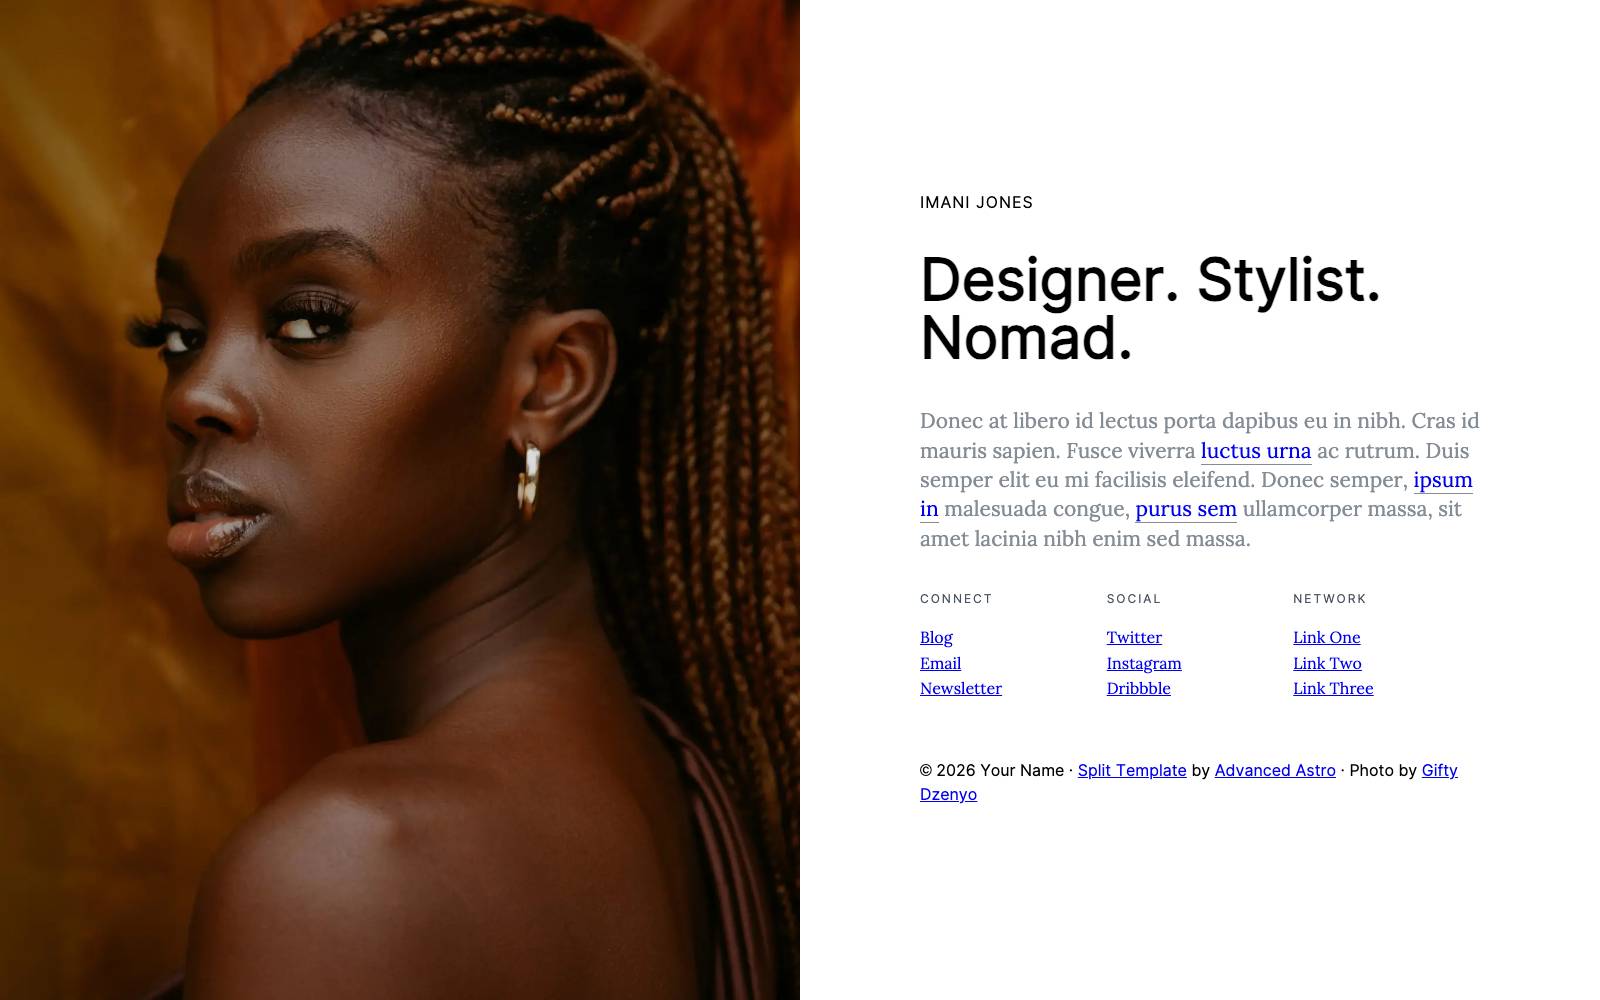 IMANI JONES
Designer. Stylist.
Nomad.
Donec at libero id lectus porta dapibus eu in nibh. Cras id
mauris sapien. Fusce viverra luctus urna ac rutrum. Duis
semper elit eu mi facilisis eleifend. Donec semper, ipsum
in malesuada congue, purus sem ullamcorper massa, sit
amet lacinia nibh enim sed massa.
CONNECT
Blog
Email
Newsletter
SOCIAL
Twitter
Instagram
Dribbble
NETWORK
Link One
Link Two
Link Three
© 2026 Your Name · Split Template by Advanced Astro · Photo by Gifty
Dzenyo